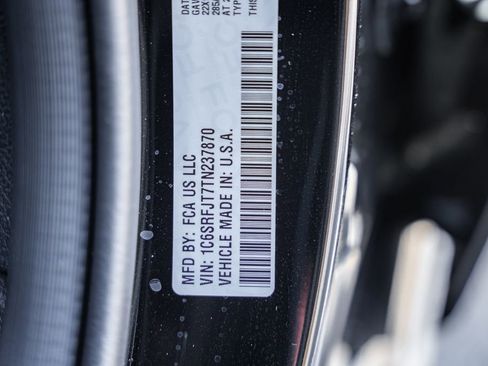 MFD BY: FCA US LLC
VIN: 1C6SRFJT7TN237870
VEHICLE MADE IN: U.S.A.